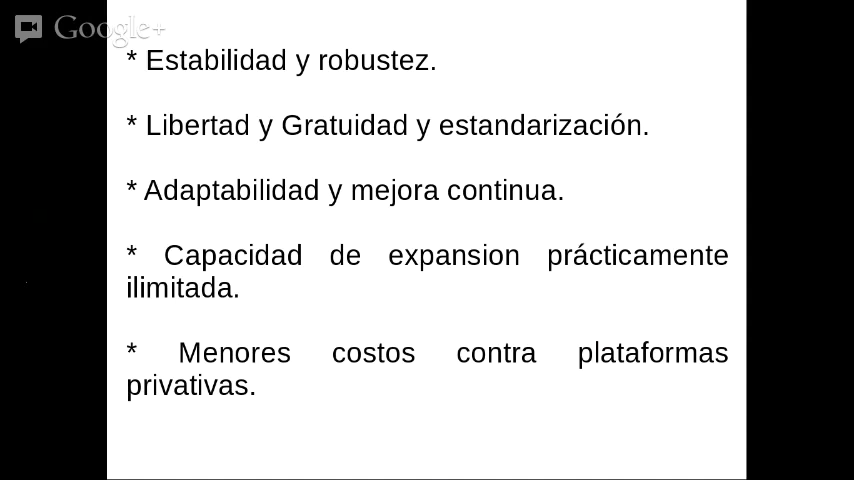 Google+
* Estabilidad y robustez.
* Libertad y Gratuidad y estandarización.
* Adaptabilidad y mejora continua.
* Capacidad de expansion prácticamente
ilimitada.
* Menores costos contra plataformas
privativas.